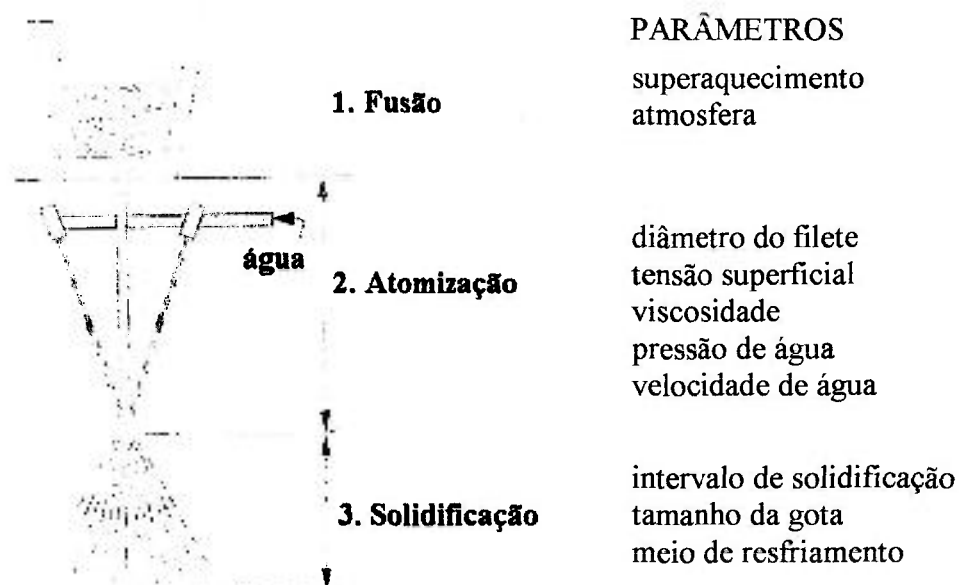 PARÂMETROS
1. Fusão
superaquecimento
atmosfera
água
2. Atomização
diâmetro do filete
tensão superficial
viscosidade
pressão de água
velocidade de água
3. Solidificação
intervalo de solidificação
tamanho da gota
meio de resfriamento